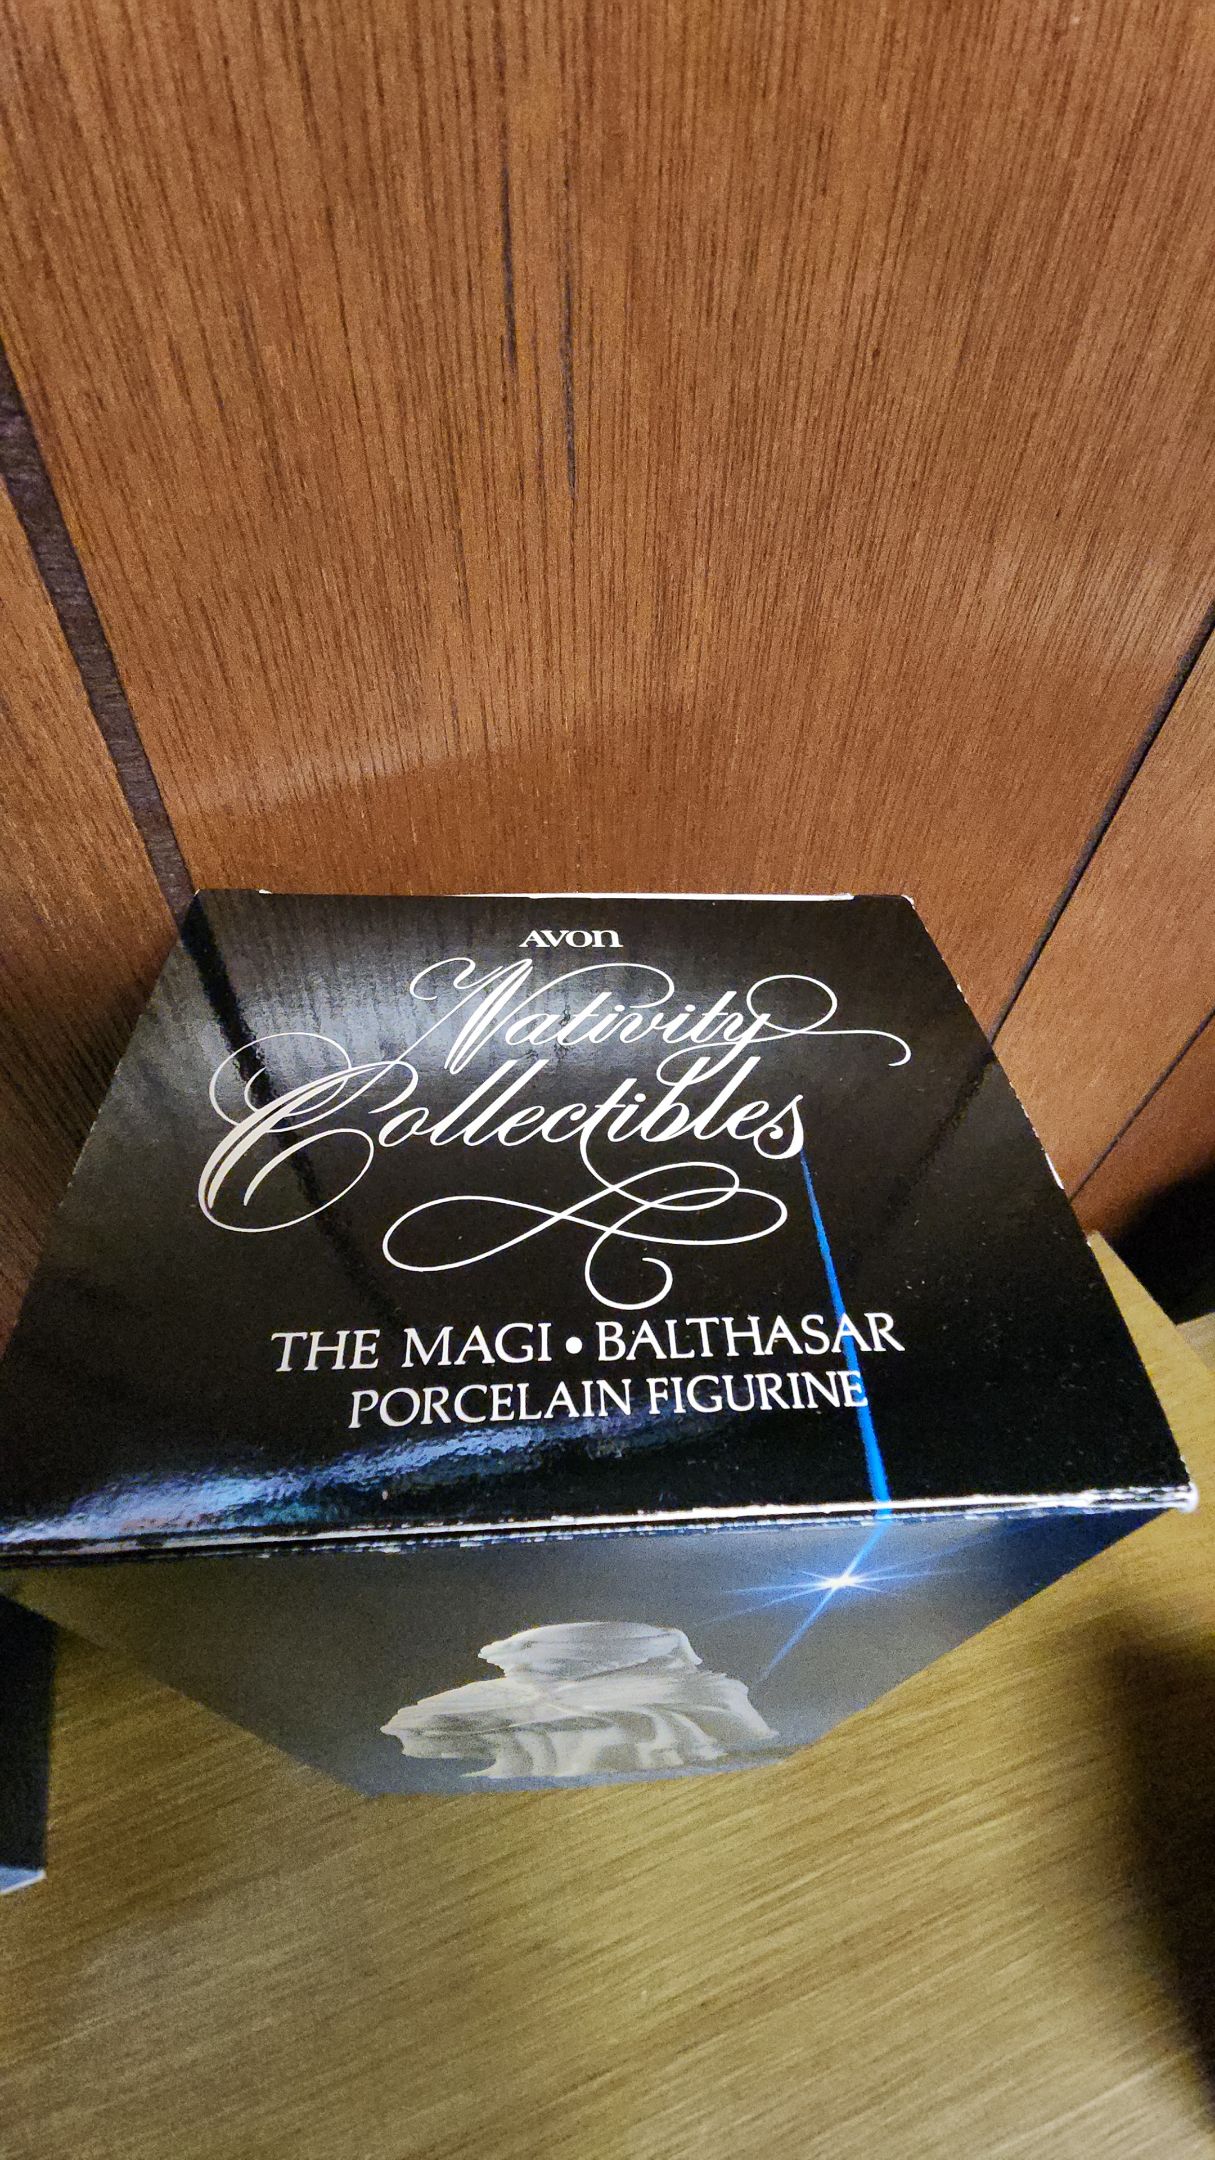 AVON
Nativity
Collectibles
THE MAGI • BALTHASAR
PORCELAIN FIGURINE